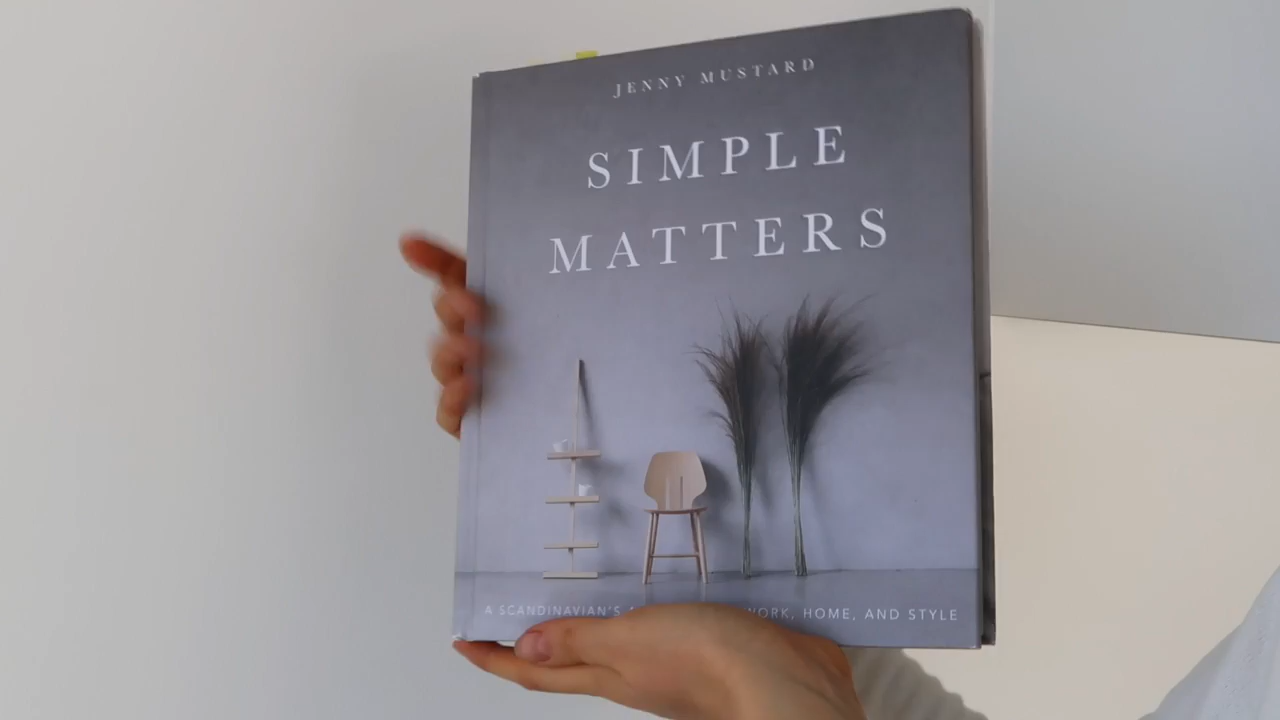 JENNY MUSTARD
SIMPLE
MATTERS
A SCANDINAVIAN'S WORK, HOME, AND STYLE